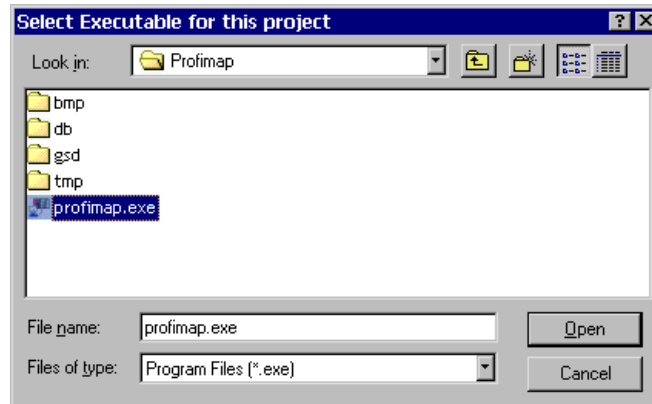 Select Executable for this project
Look in: Profimap
bmp
db
gsd
tmp
profimap.exe
File name: profimap.exe Open
Files of type: Program Files (*.exe) Cancel